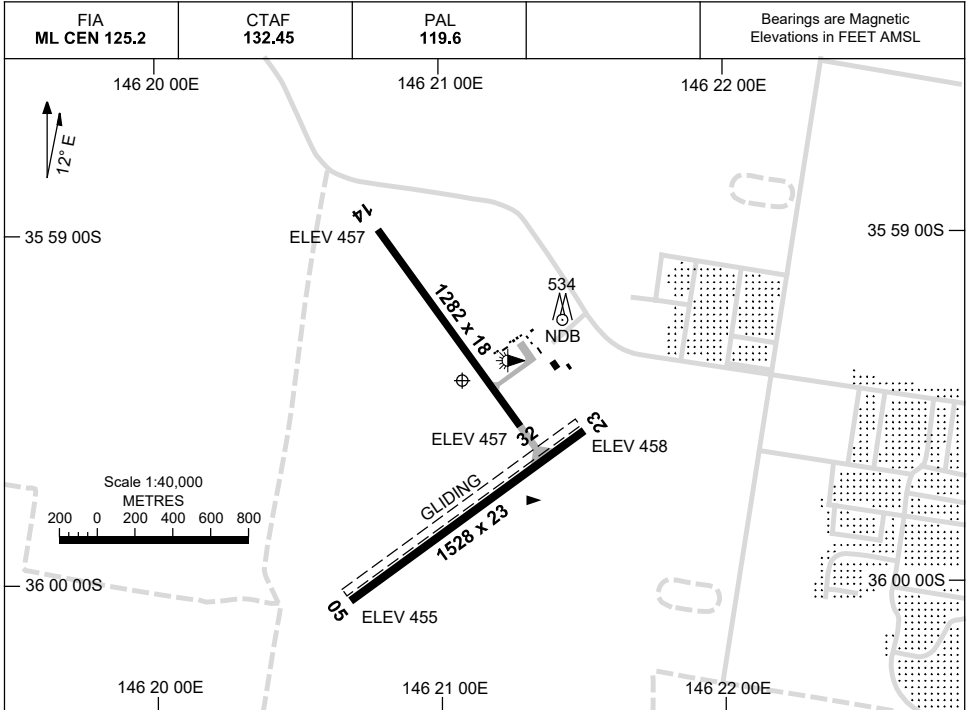 FIA
ML CEN 125.2
CTAF
132.45
PAL
119.6
Bearings are Magnetic
Elevations in FEET AMSL
146 20 00E
146 21 00E
146 22 00E
12° E
14
35 59 00S
ELEV 457
35 59 00S
534
1282 x 18
NDB
ELEV 457
32
23
ELEV 458
Scale 1:40,000
METRES
200 0 200 400 600 800
GLIDING
1528 x 23
36 00 00S
36 00 00S
05
ELEV 455
146 20 00E
146 21 00E
146 22 00E